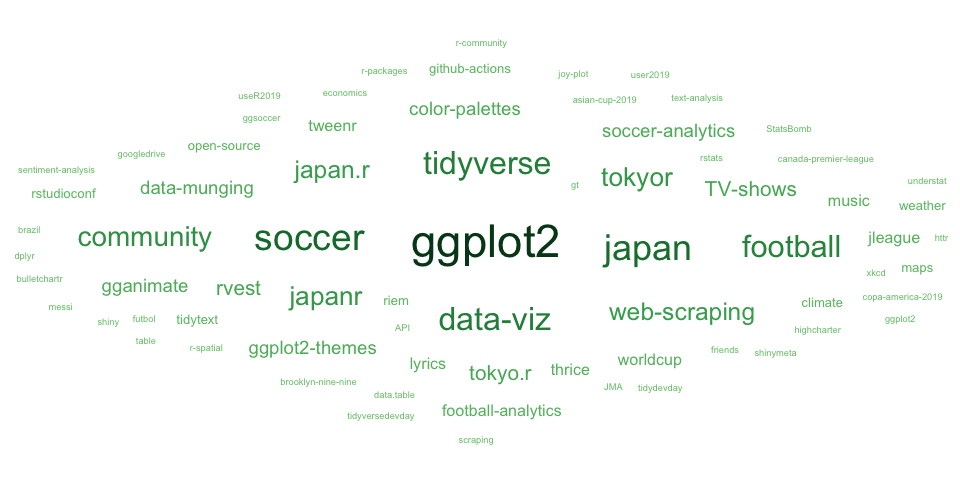 r-community
r-packages github-actions joy-plot user2019
useR2019 economics color-palettes asian-cup-2019 text-analysis
ggsoccer tweenr soccer-analytics StatsBomb
open-source
googledrive tidyverse rstats canada-premier-league
sentiment-analysis japan.r tokyor understat
rstudioconf data-munging gt TV-shows music weather
brazil community soccer ggplot2 japan football jleague httr
dplyr
bulletchartr gganimate rvest japanr riem xkcd maps
messi web-scraping climate copa-america-2019
shiny futbol tidytext API data-viz highcharter ggplot2
table r-spatial ggplot2-themes friends shinymeta
lyrics tokyo.r thrice worldcup
brooklyn-nine-nine data.table JMA tidydevday
tidyversedevday football-analytics
scraping